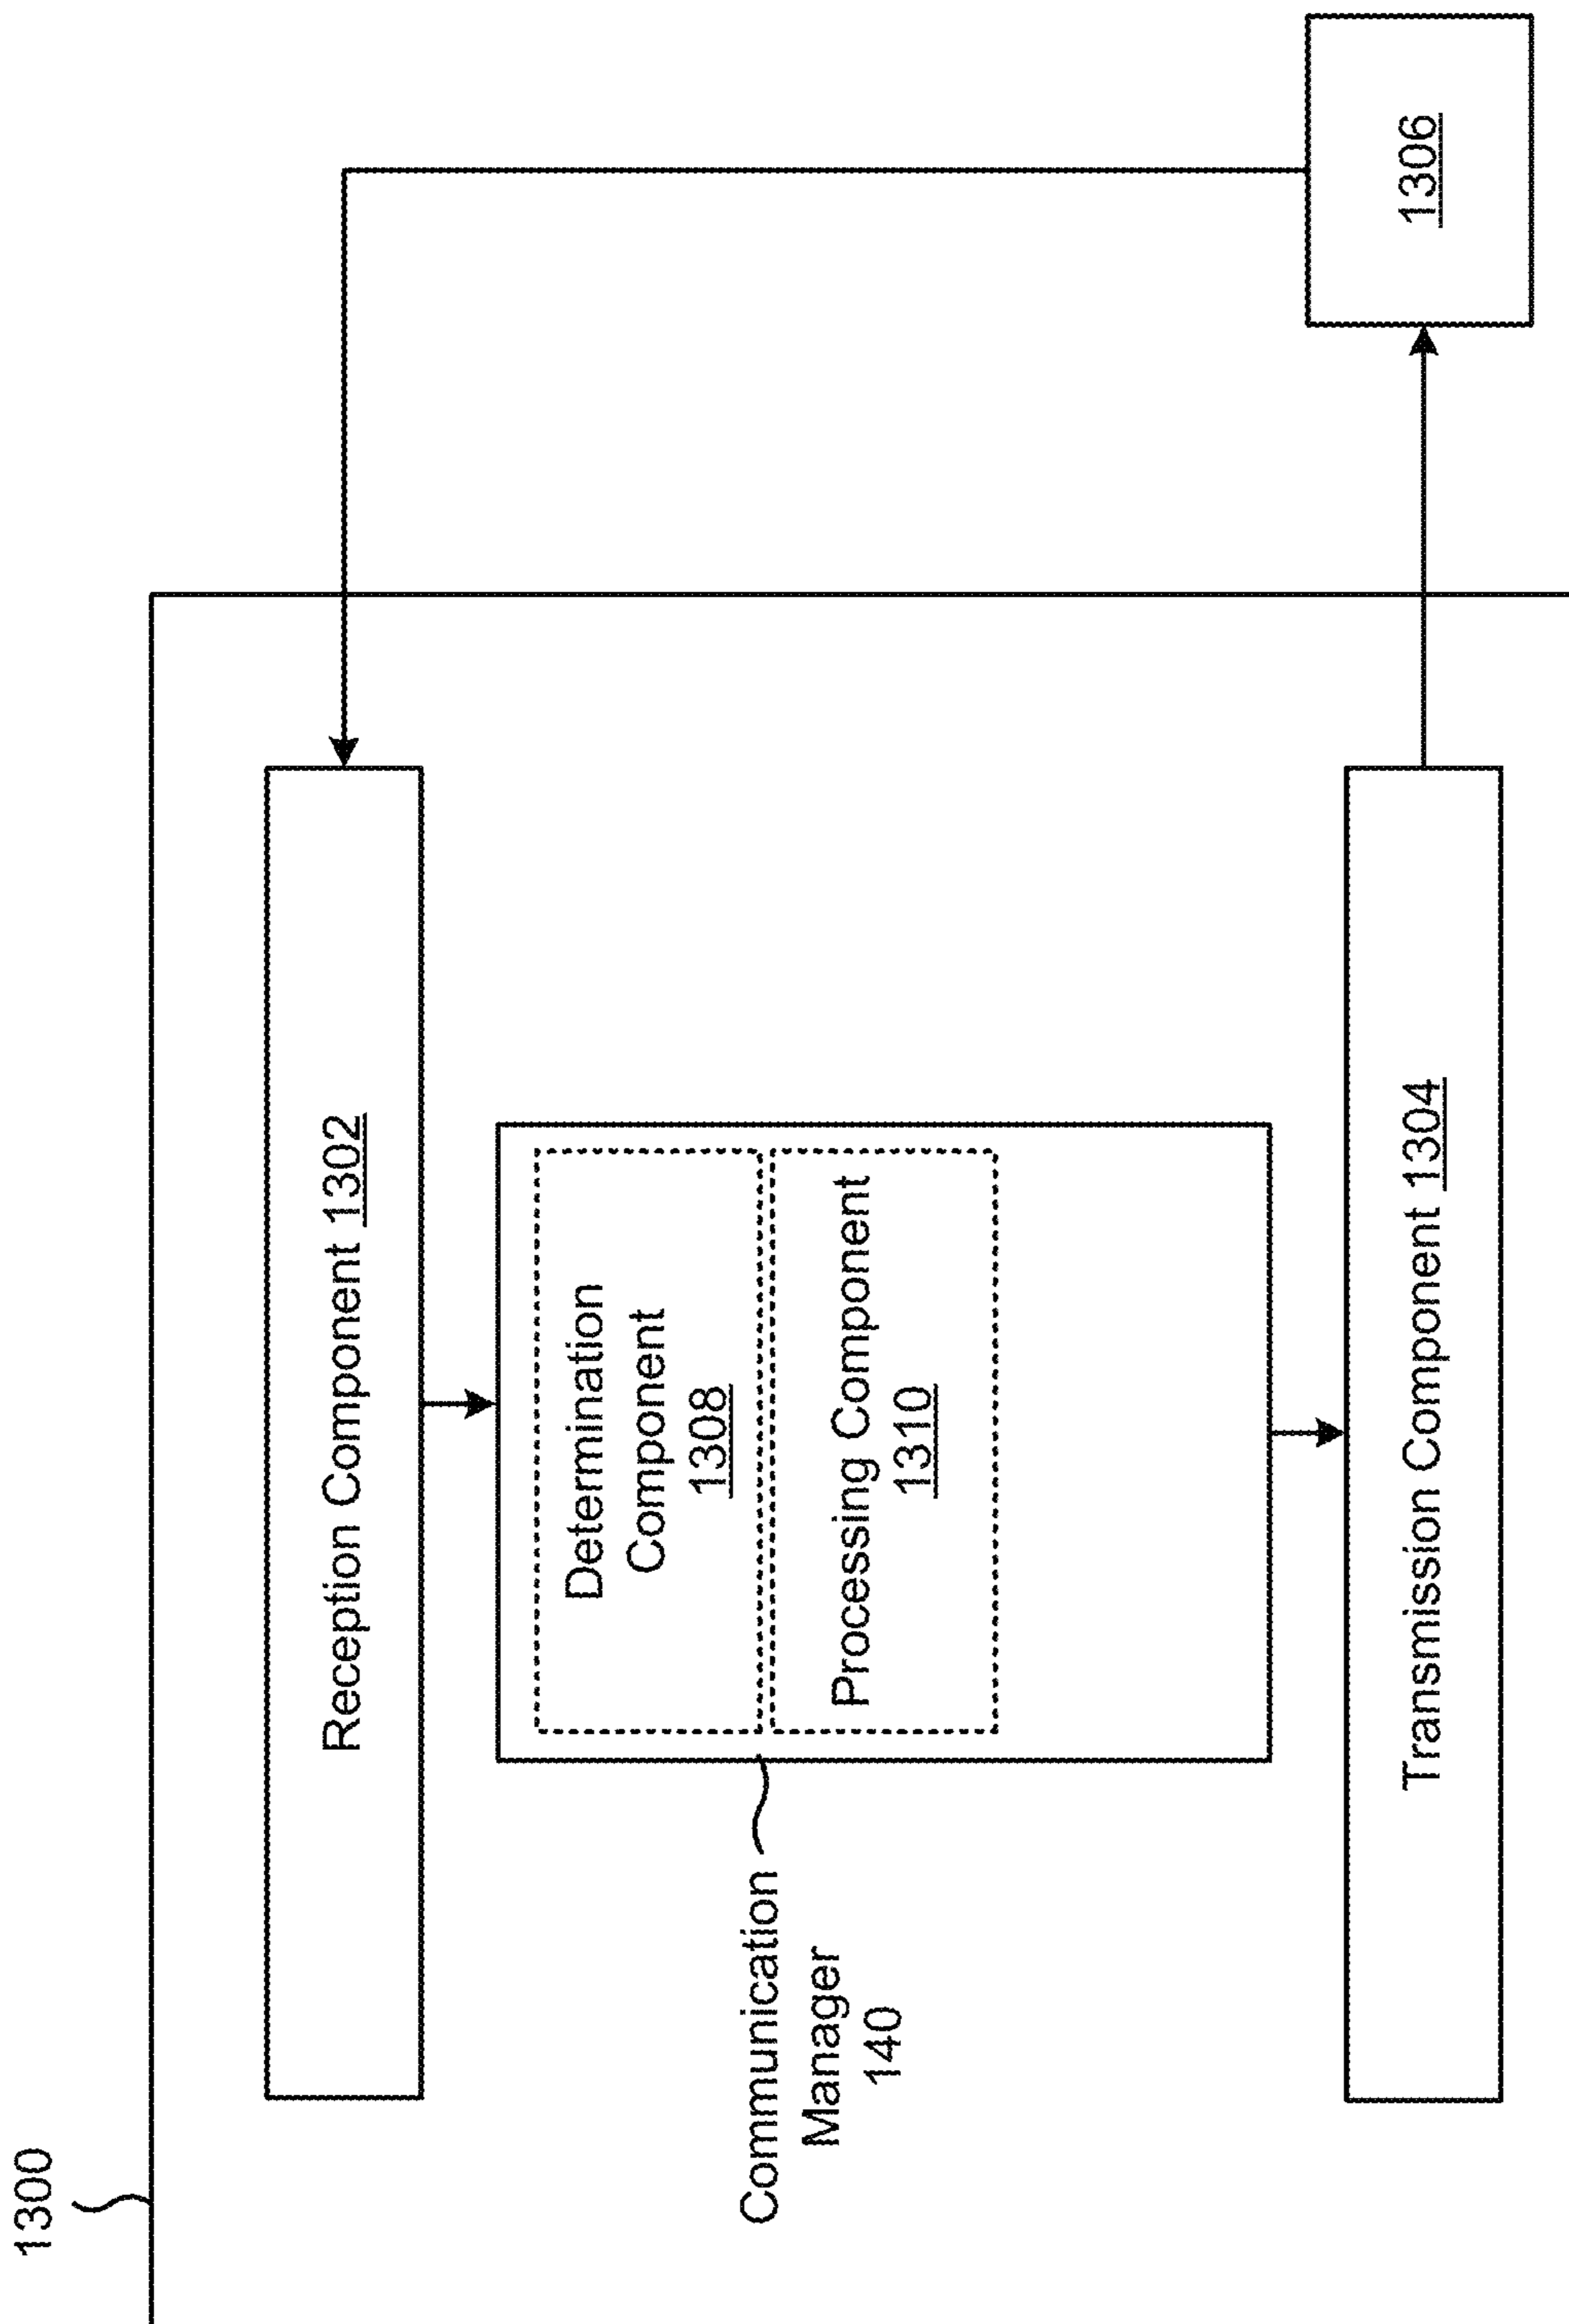 1300
Reception Component 1302
Determination
Component
1308
Processing Component
1310
Communication
Manager
140
Transmission Component 1304
1306